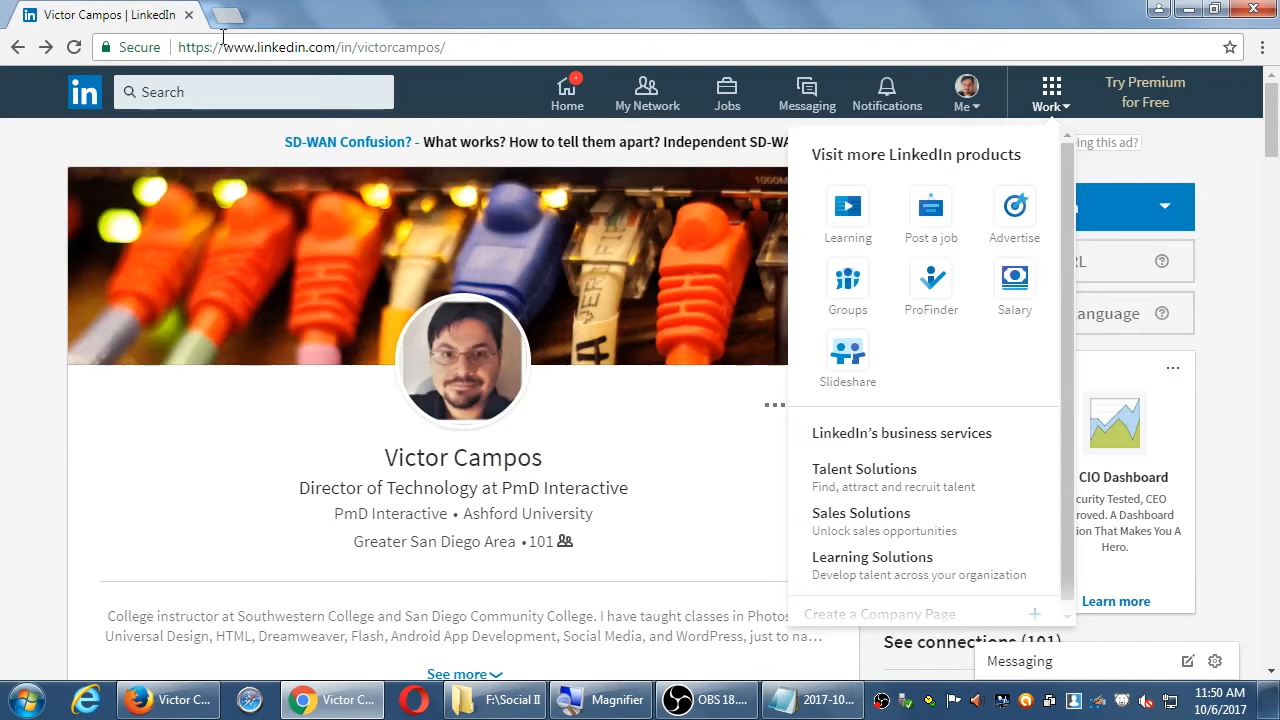 Victor Campos | LinkedIn
Secure https://www.linkedin.com/in/victorcampos/
in Search Home My Network Jobs Messaging Notifications Me Work Try Premium for Free
SD-WAN Confusion? - What works? How to tell them apart? Independent SD-WA
ing this ad?
Visit more LinkedIn products
Learning Post a job Advertise
Groups ProFinder Salary
Slideshare
LinkedIn's business services
Talent Solutions
Find, attract and recruit talent
Sales Solutions
Unlock sales opportunities
Learning Solutions
Develop talent across your organization
Create a Company Page
Victor Campos
Director of Technology at PmD Interactive
PmD Interactive • Ashford University
Greater San Diego Area • 101
College instructor at Southwestern College and San Diego Community College. I have taught classes in Photos
Universal Design, HTML, Dreamweaver, Flash, Android App Development, Social Media, and WordPress, just to na…
See more
RL
Language
CIO Dashboard
curity Tested, CEO
roved. A Dashboard
ion That Makes You A
Hero.
Learn more
See connections (101)
Messaging
Victor C...
Victor C...
F:\Social II
Magnifier
OBS 18....
2017-10...
11:50 AM
10/6/2017